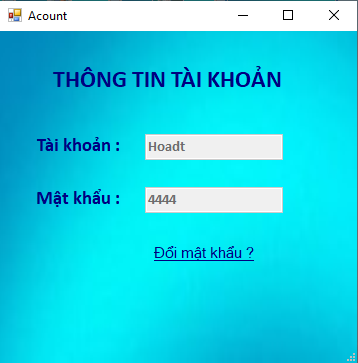 Acount
THÔNG TIN TÀI KHOẢN
Tài khoản :
Hoadt
Mật khẩu :
4444
Đổi mật khẩu ?